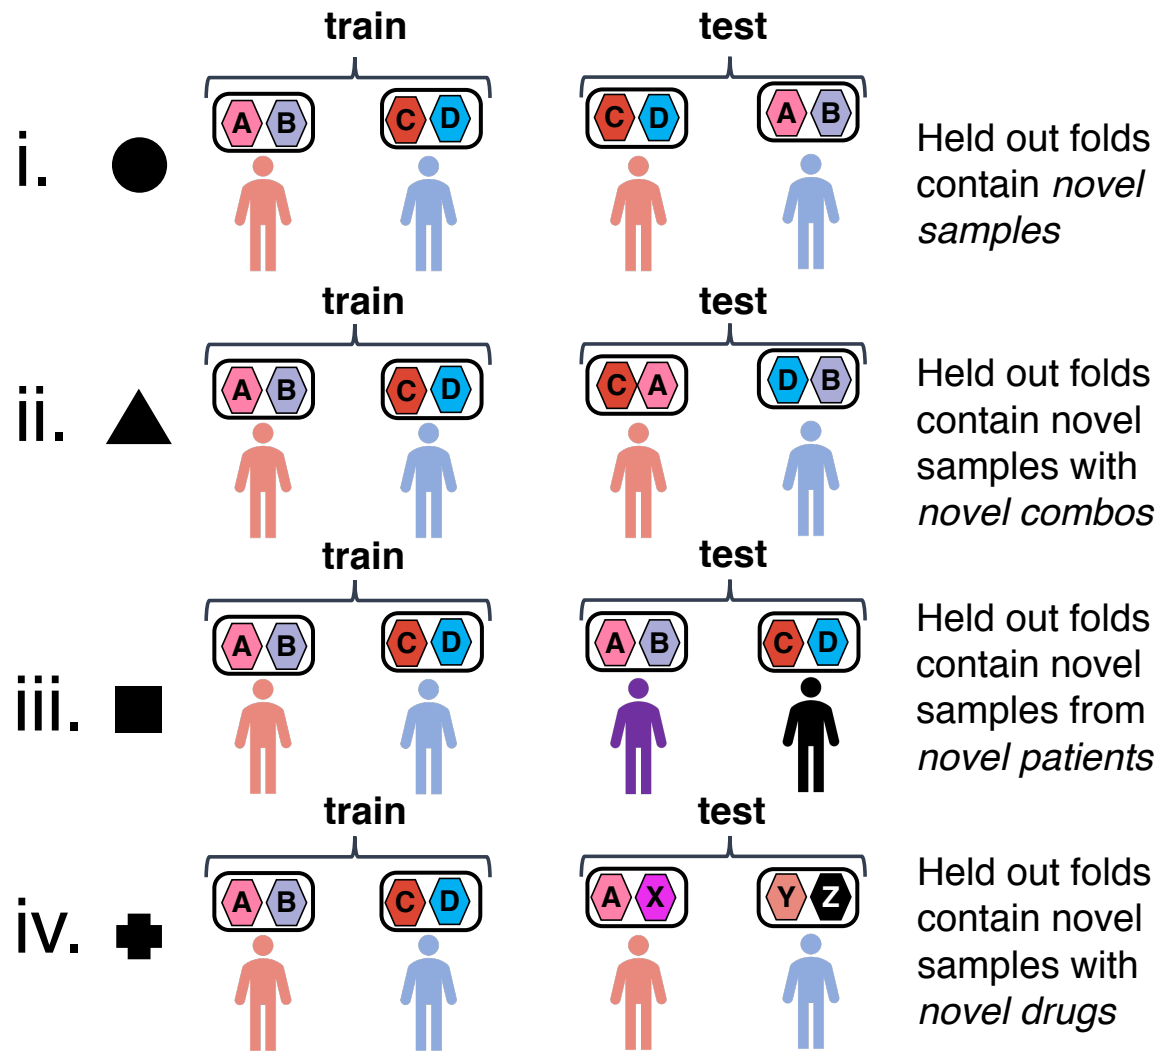 train test
A B C D C D A B
i.
Held out folds
contain novel
samples
train test
A B C D C A D B
ii.
Held out folds
contain novel
samples with
novel combos
train test
A B C D A B C D
iii.
Held out folds
contain novel
samples from
novel patients
train test
A B C D A X Y Z
iv.
Held out folds
contain novel
samples with
novel drugs